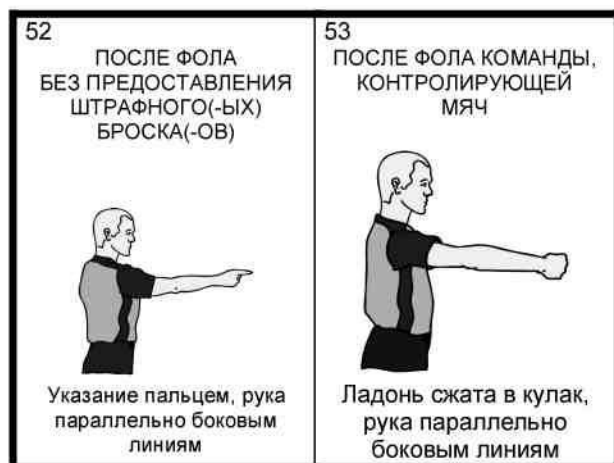 52
ПОСЛЕ ФОЛА
БЕЗ ПРЕДОСТАВЛЕНИЯ
ШТРАФНОГО(-ЫХ)
БРОСКА(-ОВ)
Указание пальцем, рука
параллельно боковым
линиям
53
ПОСЛЕ ФОЛА КОМАНДЫ,
КОНТРОЛИРУЮЩЕЙ
МЯЧ
Ладонь сжата в кулак,
рука параллельно
боковым линиям